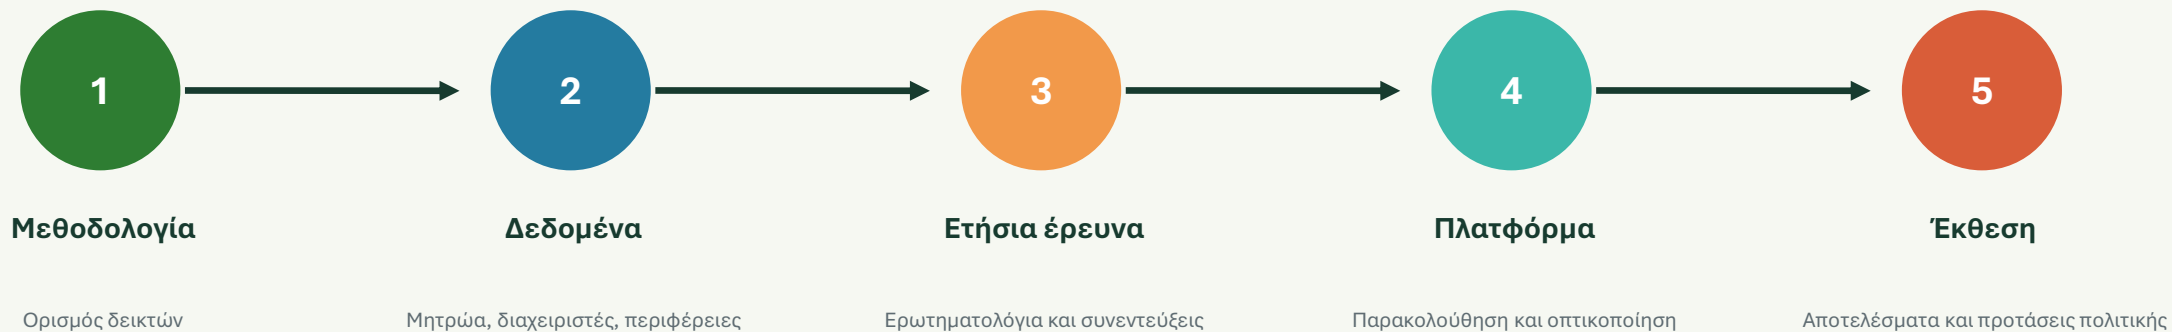 1
2
3
4
5
Μεθοδολογία
Δεδομένα
Ετήσια έρευνα
Πλατφόρμα
Έκθεση
Ορισμός δεικτών
Μητρώα, διαχειριστές, περιφέρειες
Ερωτηματολόγια και συνεντεύξεις
Παρακολούθηση και οπτικοποίηση
Αποτελέσματα και προτάσεις πολιτικής